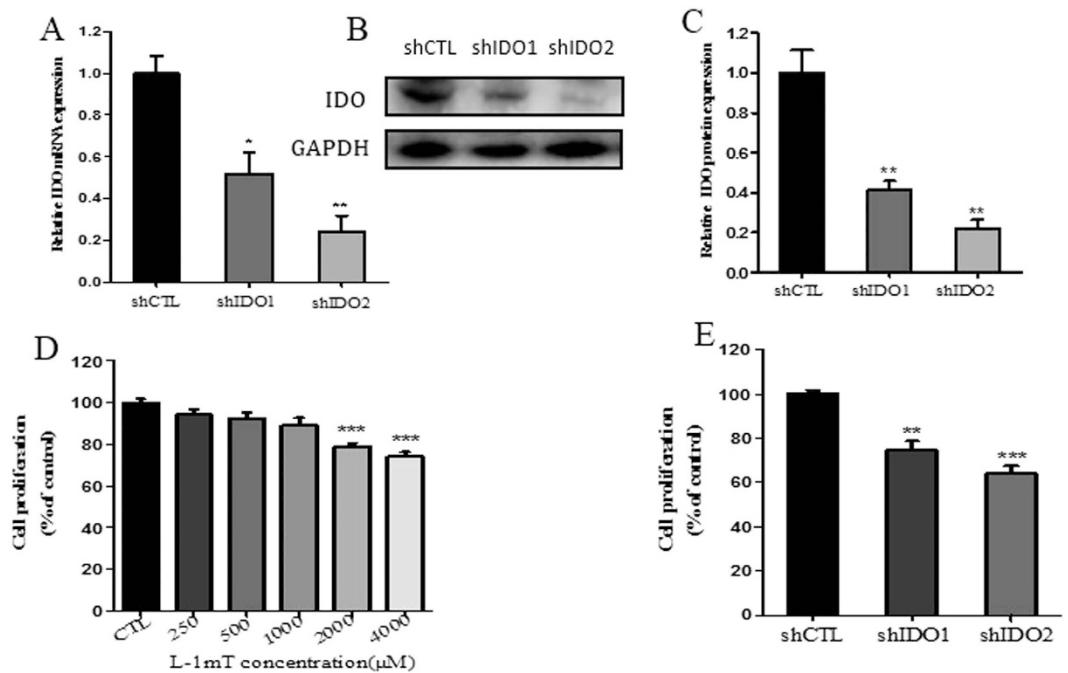 A
Relative IDO mRNA expression
1.2
1.0
0.8
0.6
0.4
0.2
0.0
*
**
shCTL shIDO1 shIDO2
B
shCTL shIDO1 shIDO2
IDO
GAPDH
C
Relative IDO protein expression
1.2
1.0
0.8
0.6
0.4
0.2
0.0
**
**
shCTL shIDO1 shIDO2
D
Cell proliferation
(% of control)
120
100
80
60
40
20
0
***
***
CTL 250 500 1000 2000 4000
L-1mT concentration(μM)
E
Cell proliferation
(% of control)
120
100
80
60
40
20
0
**
***
shCTL shIDO1 shIDO2